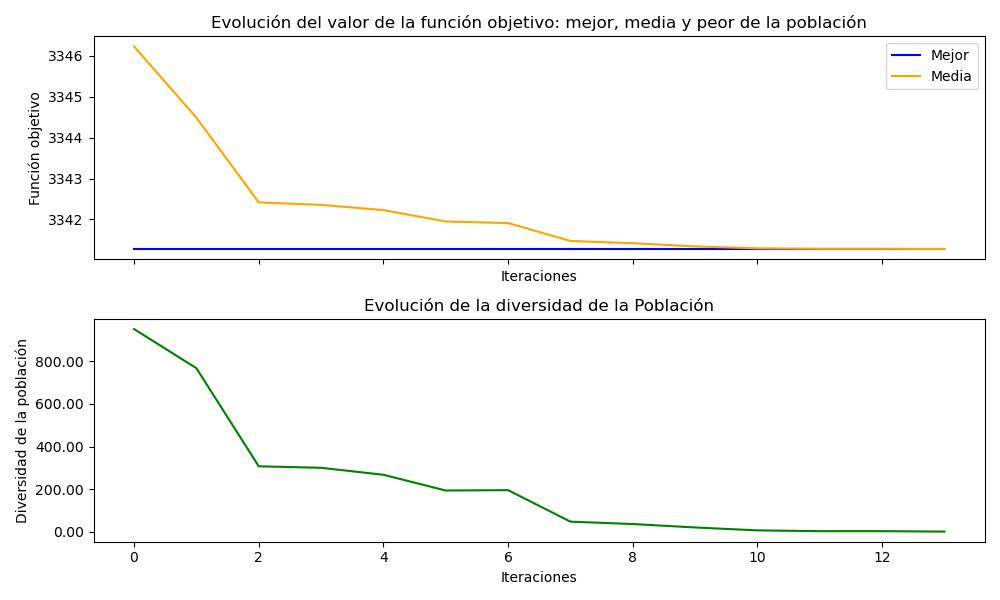 Evolución del valor de la función objetivo: mejor, media y peor de la población
Función objetivo
3346
3345
3344
3343
3342
Mejor
Media
Iteraciones
Evolución de la diversidad de la Población
Diversidad de la población
800.00
600.00
400.00
200.00
0.00
0 2 4 6 8 10 12
Iteraciones